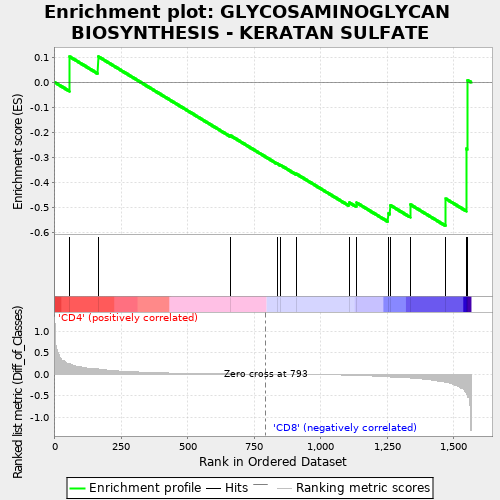 Enrichment plot: GLYCOSAMINOGLYCAN
BIOSYNTHESIS - KERATAN SULFATE
Enrichment score (ES)
0.1
0.0
-0.1
-0.2
-0.3
-0.4
-0.5
-0.6
'CD4' (positively correlated)
Ranked list metric (Diff_of_Classes)
1.0
0.5
0.0
-0.5
-1.0
Zero cross at 793
'CD8' (negatively correlated)
0
250
500
750
1,000
1,250
1,500
Rank in Ordered Dataset
Enrichment profile
Hits
Ranking metric scores